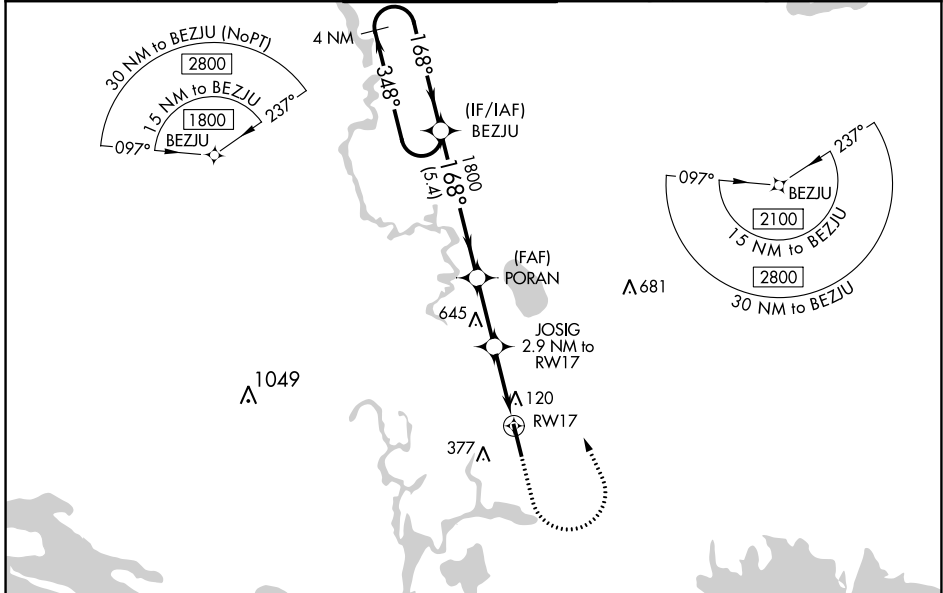 30 NM to BEZJU (NoPT)
2800
15 NM to BEZJU
1800
BEZJU
097°
237°
4 NM
168°
348°
(IF/IAF)
BEZJU
1800
168°
(5.4)
(FAF)
PORAN
645
JOSIG
2.9 NM to
RW17
120
RW17
377
1049
681
097°
237°
BEZJU
2100
15 NM to BEZJU
2800
30 NM to BEZJU